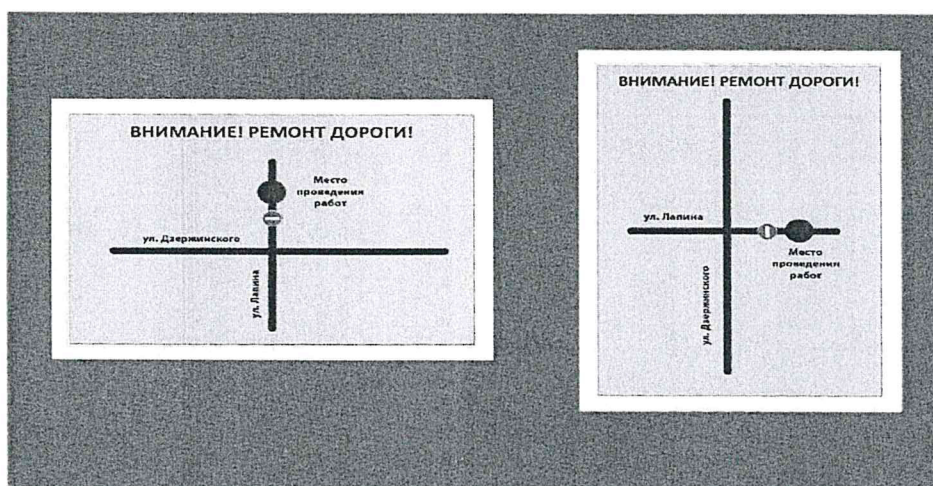 ВНИМАНИЕ! РЕМОНТ ДОРОГИ!
Место
проведения
работ
ул. Дзержинского
ул. Лапина
ВНИМАНИЕ! РЕМОНТ ДОРОГИ!
ул. Лапина
Место
проведения
работ
ул. Дзержинского